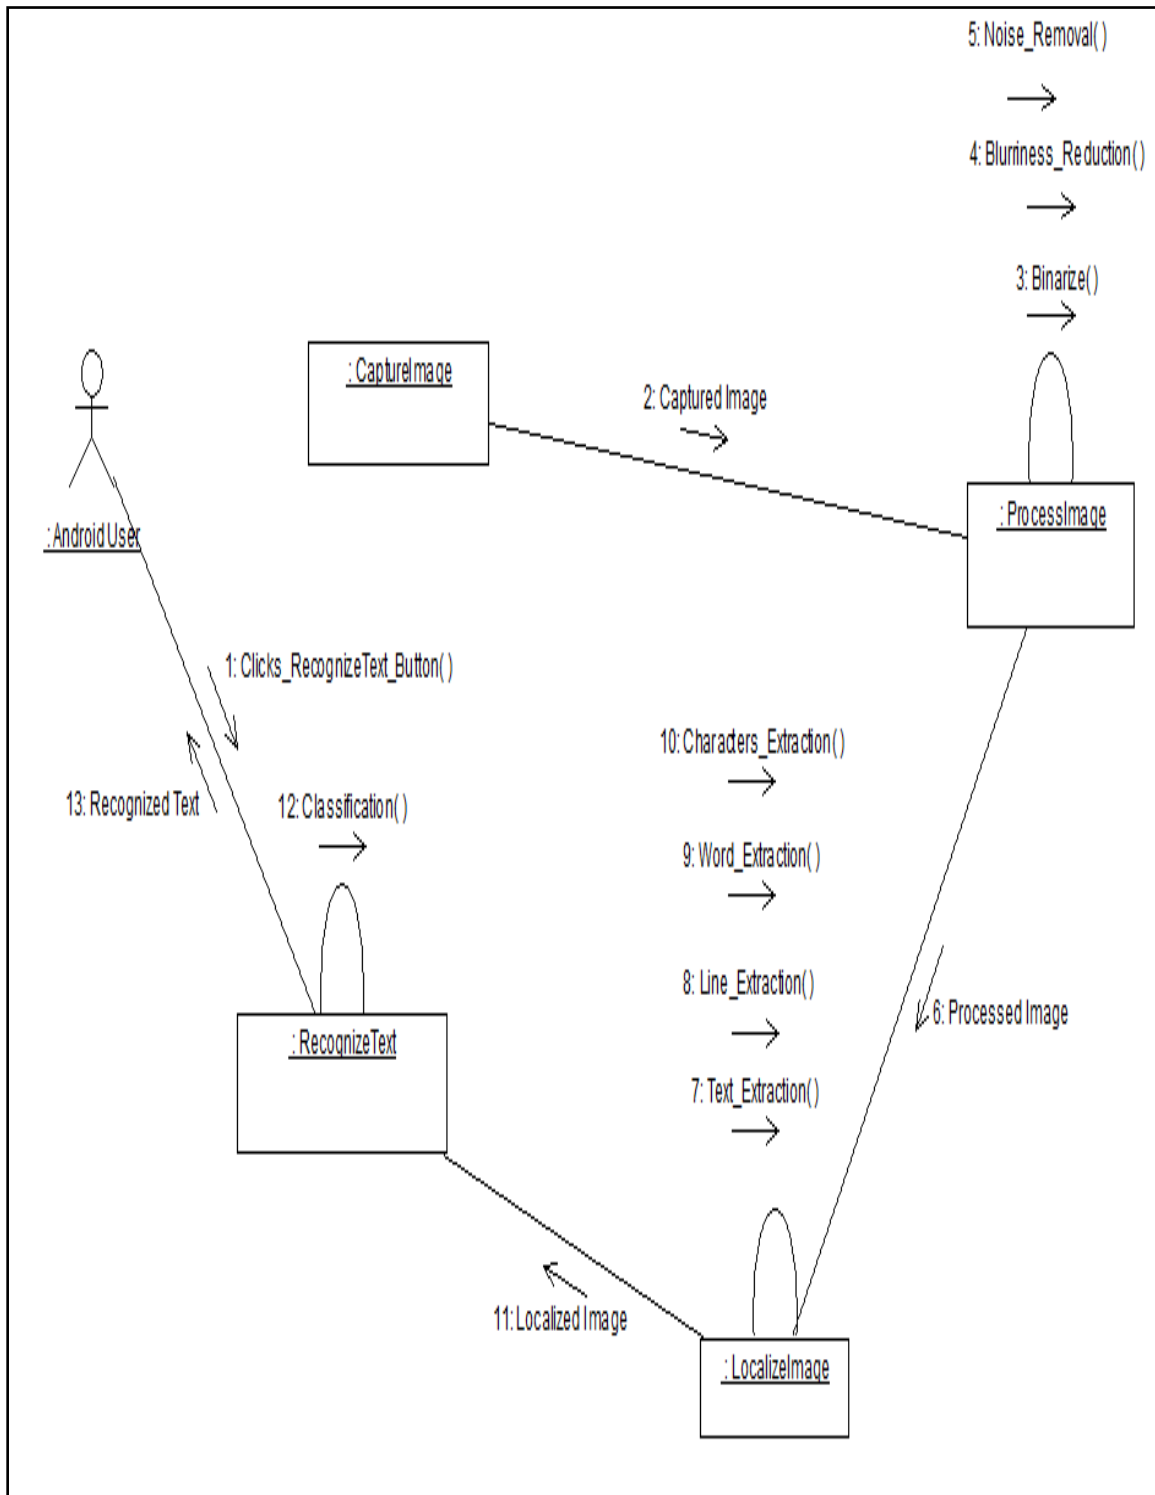 5: Noise_Removal( )
4: Blurriness_Reduction( )
3: Binarize( )
: CaptureImage
2: Captured Image
: ProcessImage
: Android User
1: Clicks_RecognizeText_Button( )
10: Characters_Extraction( )
13: Recognized Text
12: Classification( )
9: Word_Extraction( )
8: Line_Extraction( )
6: Processed Image
: RecognizeText
7: Text_Extraction( )
11: Localized Image
: LocalizeImage